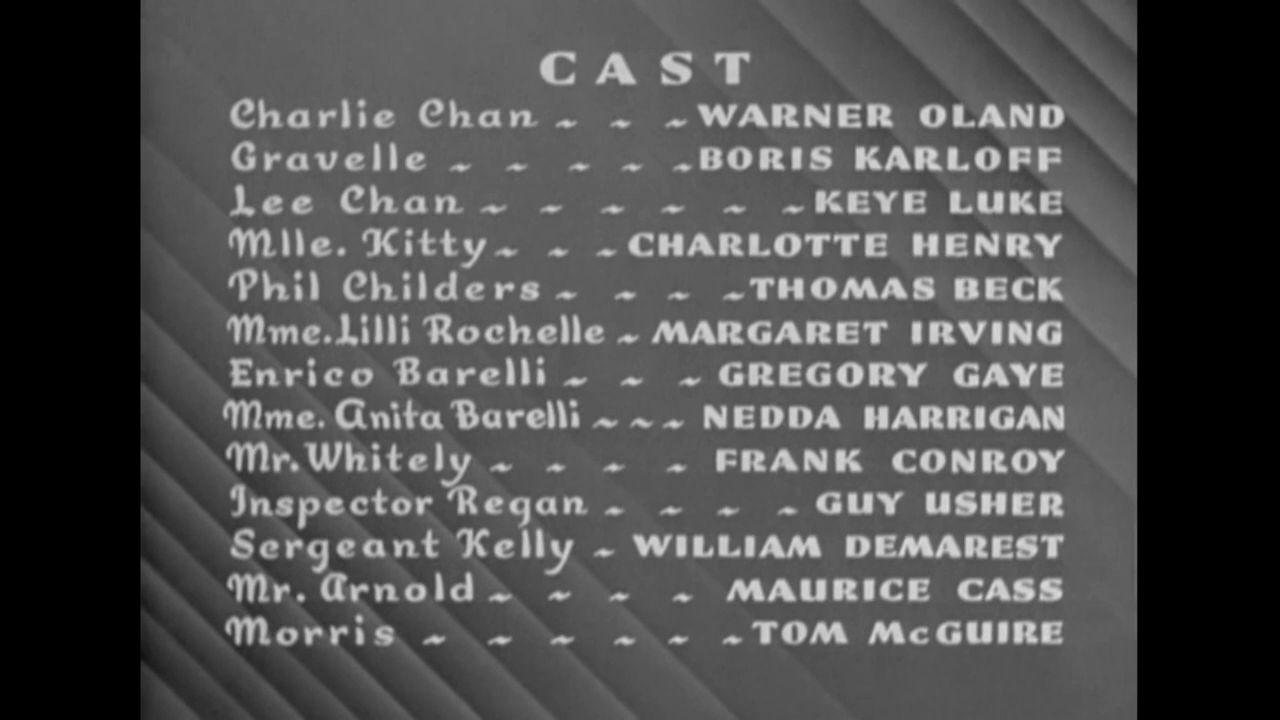 CAST
Charlie Chan ~ ~ ~ WARNER OLAND
Gravelle ~ ~ ~ ~ ~ BORIS KARLOFF
Lee Chan ~ ~ ~ ~ ~ ~ KEYE LUKE
Mlle. Kitty ~ ~ ~ CHARLOTTE HENRY
Phil Childers ~ ~ ~ ~ THOMAS BECK
Mme. Lilli Rochelle ~ MARGARET IRVING
Enrico Barelli ~ ~ ~ GREGORY GAYE
Mme. Anita Barelli ~ ~ ~ NEDDA HARRIGAN
Mr. Whitely ~ ~ ~ ~ FRANK CONROY
Inspector Regan ~ ~ ~ ~ GUY USHER
Sergeant Kelly ~ WILLIAM DEMAREST
Mr. Arnold ~ ~ ~ ~ MAURICE CASS
Morris ~ ~ ~ ~ ~ ~ TOM McGUIRE